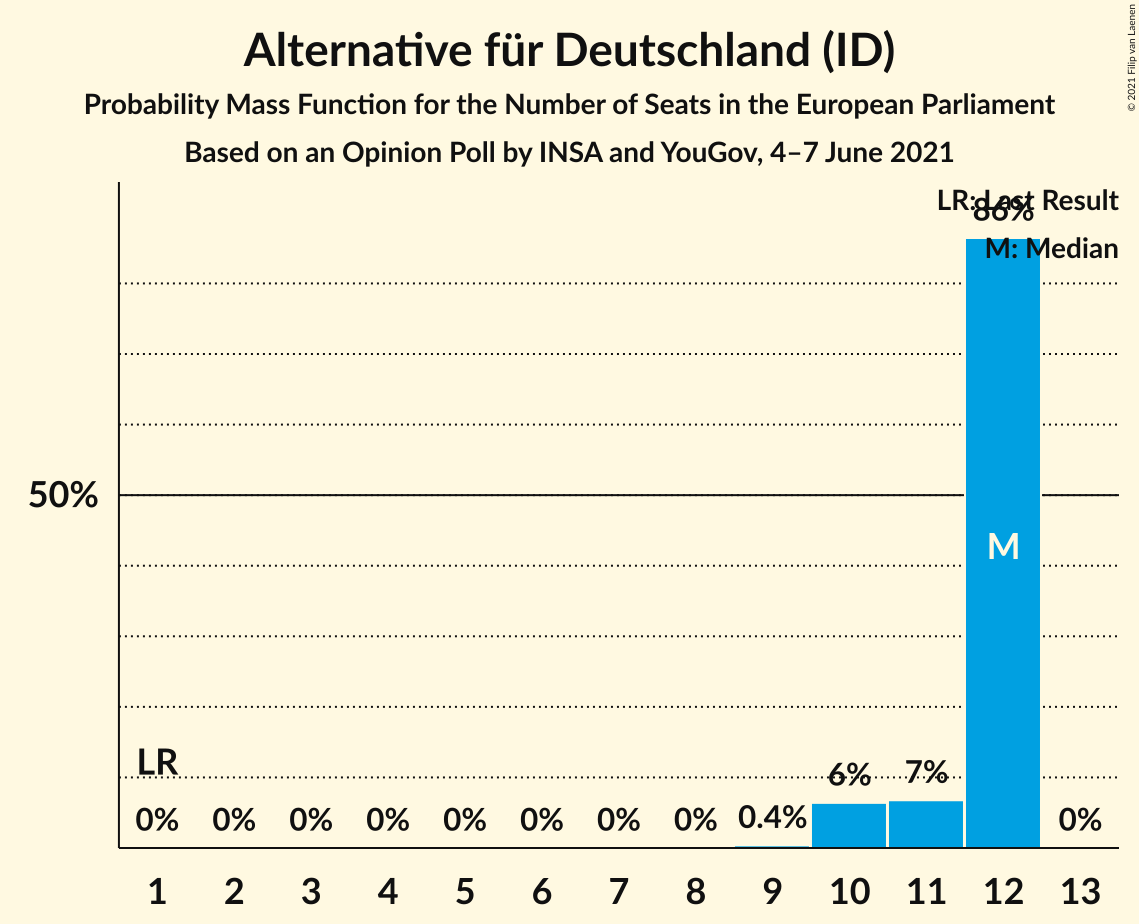 Alternative für Deutschland (ID)
Probability Mass Function for the Number of Seats in the European Parliament
Based on an Opinion Poll by INSA and YouGov, 4–7 June 2021
© 2021 Filip van Laenen
LR: Last Result
86%
M: Median
50%
M
LR
0% 0% 0% 0% 0% 0% 0% 0% 0.4% 6% 7% 0%
1 2 3 4 5 6 7 8 9 10 11 12 13